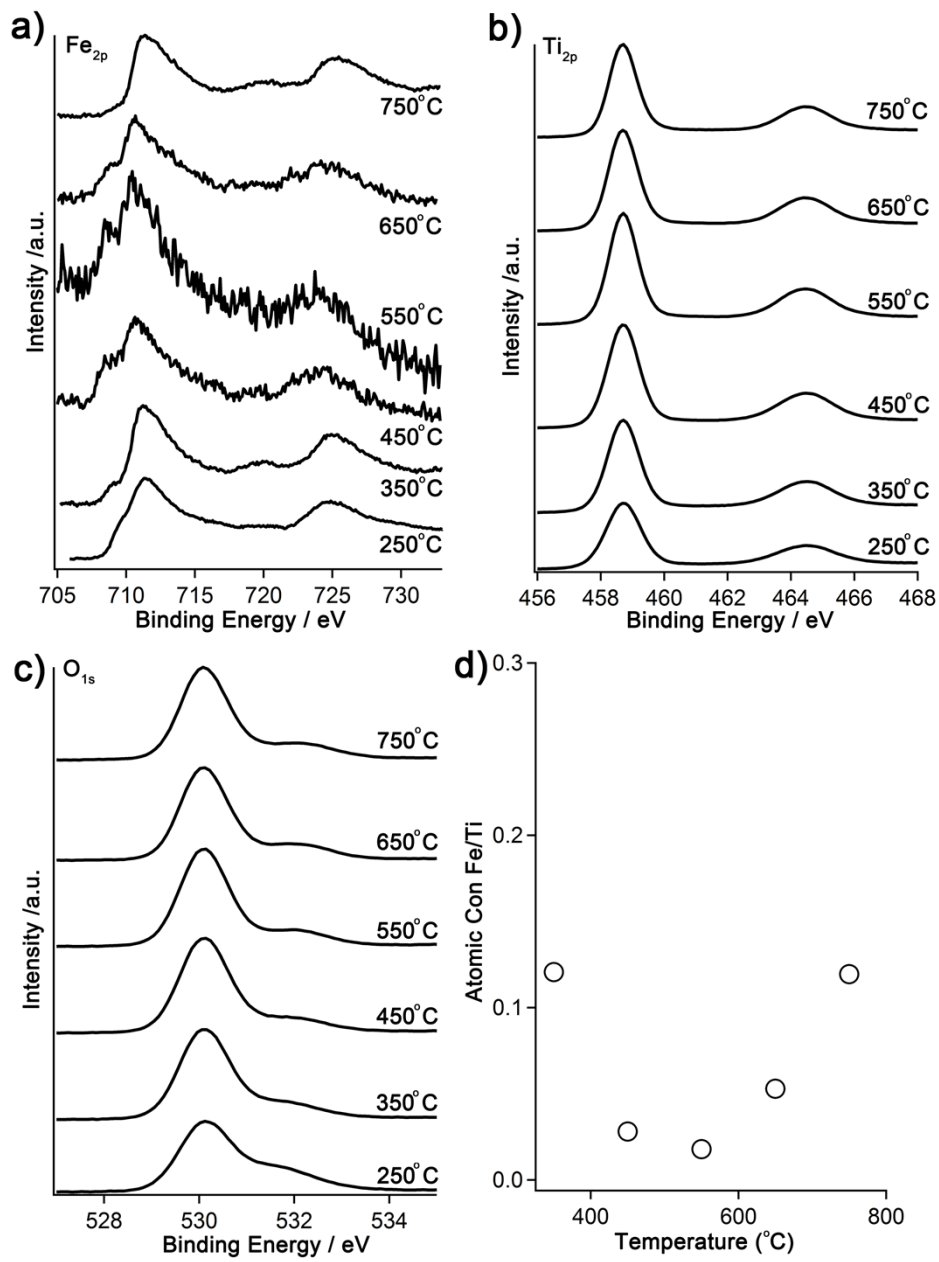 a)
Fe2p
750°C
650°C
550°C
450°C
350°C
250°C
Intensity /a.u.
705 710 715 720 725 730
Binding Energy / eV
b)
Ti2p
750°C
650°C
550°C
450°C
350°C
250°C
Intensity /a.u.
456 458 460 462 464 466 468
Binding Energy / eV
c)
O1s
750°C
650°C
550°C
450°C
350°C
250°C
Intensity /a.u.
528 530 532 534
Binding Energy / eV
d)
0.3
0.2
0.1
0.0
Atomic Con Fe/Ti
400 600 800
Temperature (°C)